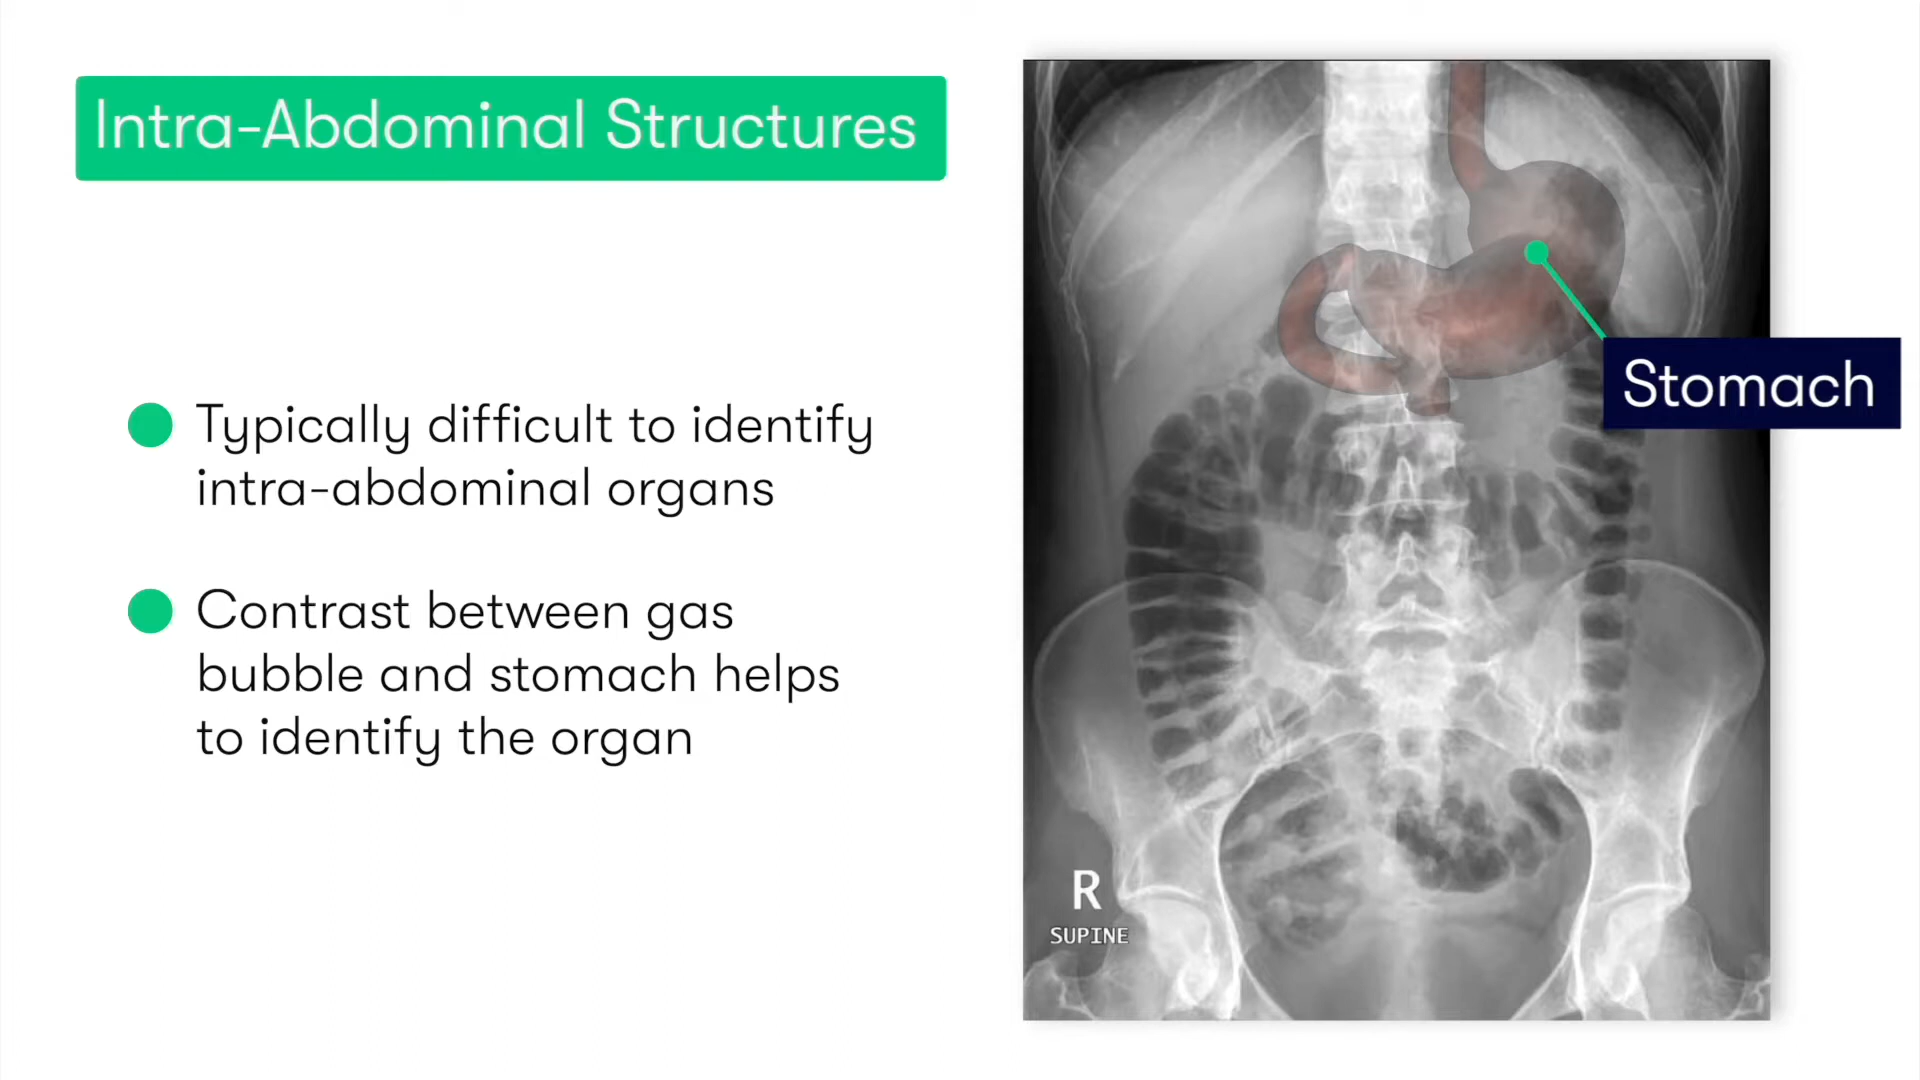 Intra-Abdominal Structures
Typically difficult to identify
intra-abdominal organs
Contrast between gas
bubble and stomach helps
to identify the organ
Stomach
R
SUPINE